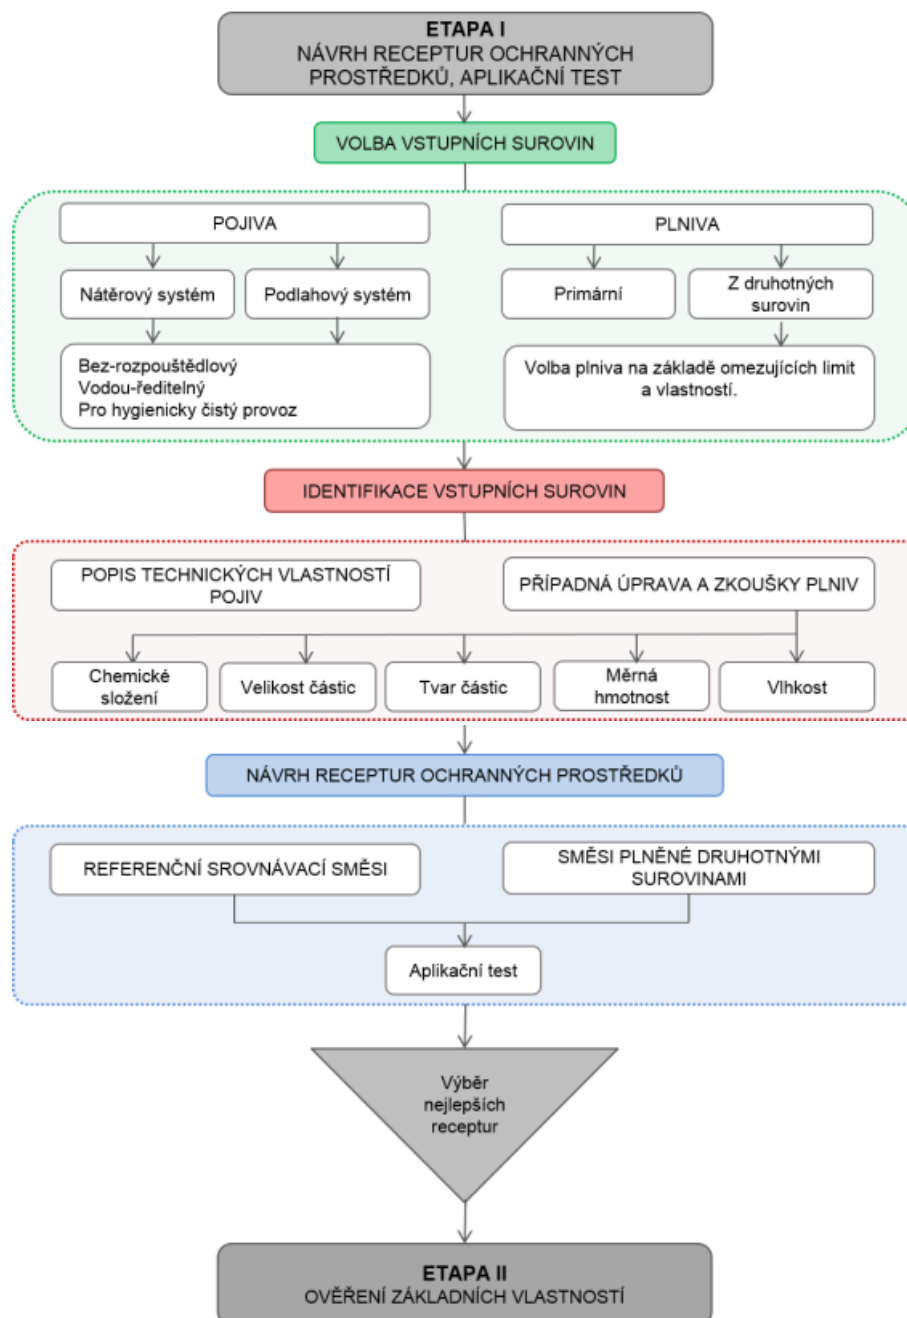 ETAPA I
NÁVRH RECEPTUR OCHRANNÝCH
PROSTŘEDKŮ, APLIKAČNÍ TEST
VOLBA VSTUPNÍCH SUROVIN
POJIVA
PLNIVA
Nátěrový systém
Podlahový systém
Primární
Z druhotných
surovin
Bez-rozpouštědlový
Vodou-ředitelný
Pro hygienicky čistý provoz
Volba plniva na základě omezujících limit
a vlastností.
IDENTIFIKACE VSTUPNÍCH SUROVIN
POPIS TECHNICKÝCH VLASTNOSTÍ
POJIV
PŘÍPADNÁ ÚPRAVA A ZKOUŠKY PLNIV
Chemické
složení
Velikost částic
Tvar částic
Měrná
hmotnost
Vlhkost
NÁVRH RECEPTUR OCHRANNÝCH PROSTŘEDKŮ
REFERENČNÍ SROVNÁVACÍ SMĚSI
SMĚSI PLNĚNÉ DRUHOTNÝMI
SUROVINAMI
Aplikační test
Výběr
nejlepších
receptur
ETAPA II
OVĚŘENÍ ZÁKLADNÍCH VLASTNOSTÍ